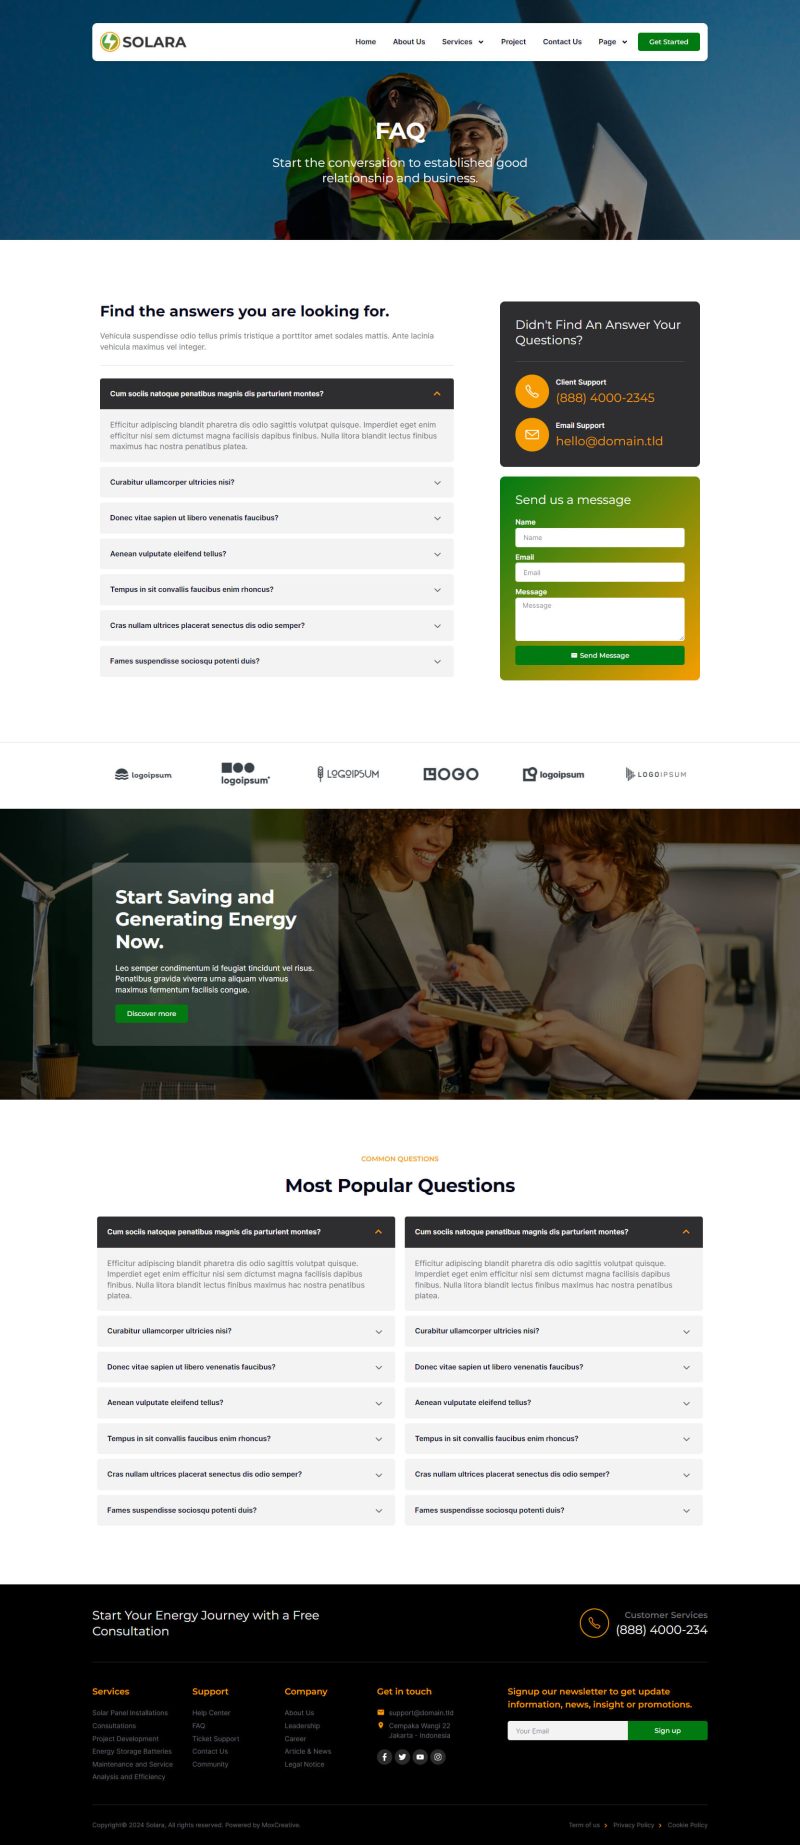 SOLARA
Home
About Us
Services
Project
Contact Us
Page
Get Started
FAQ
Start the conversation to established good
relationship and business.
Find the answers you are looking for.
Vehicula suspendisse odio tellus primis tristique a porttitor amet sodales mattis. Ante lacinia
vehicula maximus vel integer.
Cum sociis natoque penatibus magnis dis parturient montes?
Efficitur adipiscing blandit pharetra dis odio sagittis volutpat quisque. Imperdiet eget enim
efficitur nisi sem dictumst magna facilisis dapibus finibus. Nulla litora blandit lectus finibus
maximus hac nostra penatibus platea.
Curabitur ullamcorper ultricies nisi?
Donec vitae sapien ut libero venenatis faucibus?
Aenean vulputate eleifend tellus?
Tempus in sit convallis faucibus enim rhoncus?
Cras nullam ultrices placerat senectus dis odio semper?
Fames suspendisse sociosqu potenti duis?
Didn't Find An Answer Your
Questions?
Client Support
(888) 4000-2345
Email Support
hello@domain.tld
Send us a message
Name
Name
Email
Email
Message
Message
Send Message
logoipsum
logoipsum
LOGOIPSUM
LOGO
logoipsum
LOGOIPSUM
Start Saving and
Generating Energy
Now.
Leo semper condimentum id feugiat tincidunt vel risus.
Penatibus gravida viverra urna aliquam vivamus
maximus fermentum facilisis congue.
Discover more
COMMON QUESTIONS
Most Popular Questions
Cum sociis natoque penatibus magnis dis parturient montes?
Efficitur adipiscing blandit pharetra dis odio sagittis volutpat quisque.
Imperdiet eget enim efficitur nisi sem dictumst magna facilisis dapibus
finibus. Nulla litora blandit lectus finibus maximus hac nostra penatibus
platea.
Curabitur ullamcorper ultricies nisi?
Donec vitae sapien ut libero venenatis faucibus?
Aenean vulputate eleifend tellus?
Tempus in sit convallis faucibus enim rhoncus?
Cras nullam ultrices placerat senectus dis odio semper?
Fames suspendisse sociosqu potenti duis?
Cum sociis natoque penatibus magnis dis parturient montes?
Efficitur adipiscing blandit pharetra dis odio sagittis volutpat quisque.
Imperdiet eget enim efficitur nisi sem dictumst magna facilisis dapibus
finibus. Nulla litora blandit lectus finibus maximus hac nostra penatibus
platea.
Curabitur ullamcorper ultricies nisi?
Donec vitae sapien ut libero venenatis faucibus?
Aenean vulputate eleifend tellus?
Tempus in sit convallis faucibus enim rhoncus?
Cras nullam ultrices placerat senectus dis odio semper?
Fames suspendisse sociosqu potenti duis?
Start Your Energy Journey with a Free
Consultation
Customer Services
(888) 4000-234
Services
Solar Panel Installations
Consultations
Project Development
Energy Storage Batteries
Maintenance and Service
Analysis and Efficiency
Support
Help Center
FAQ
Ticket Support
Contact Us
Community
Company
About Us
Leadership
Career
Article & News
Legal Notice
Get in touch
support@domain.tld
Cempaka Wangi 22
Jakarta - Indonesia
Signup our newsletter to get update
information, news, insight or promotions.
Your Email
Sign up
Copyright© 2024 Solara, All rights reserved. Powered by MoxCreative.
Term of us
Privacy Policy
Cookie Policy